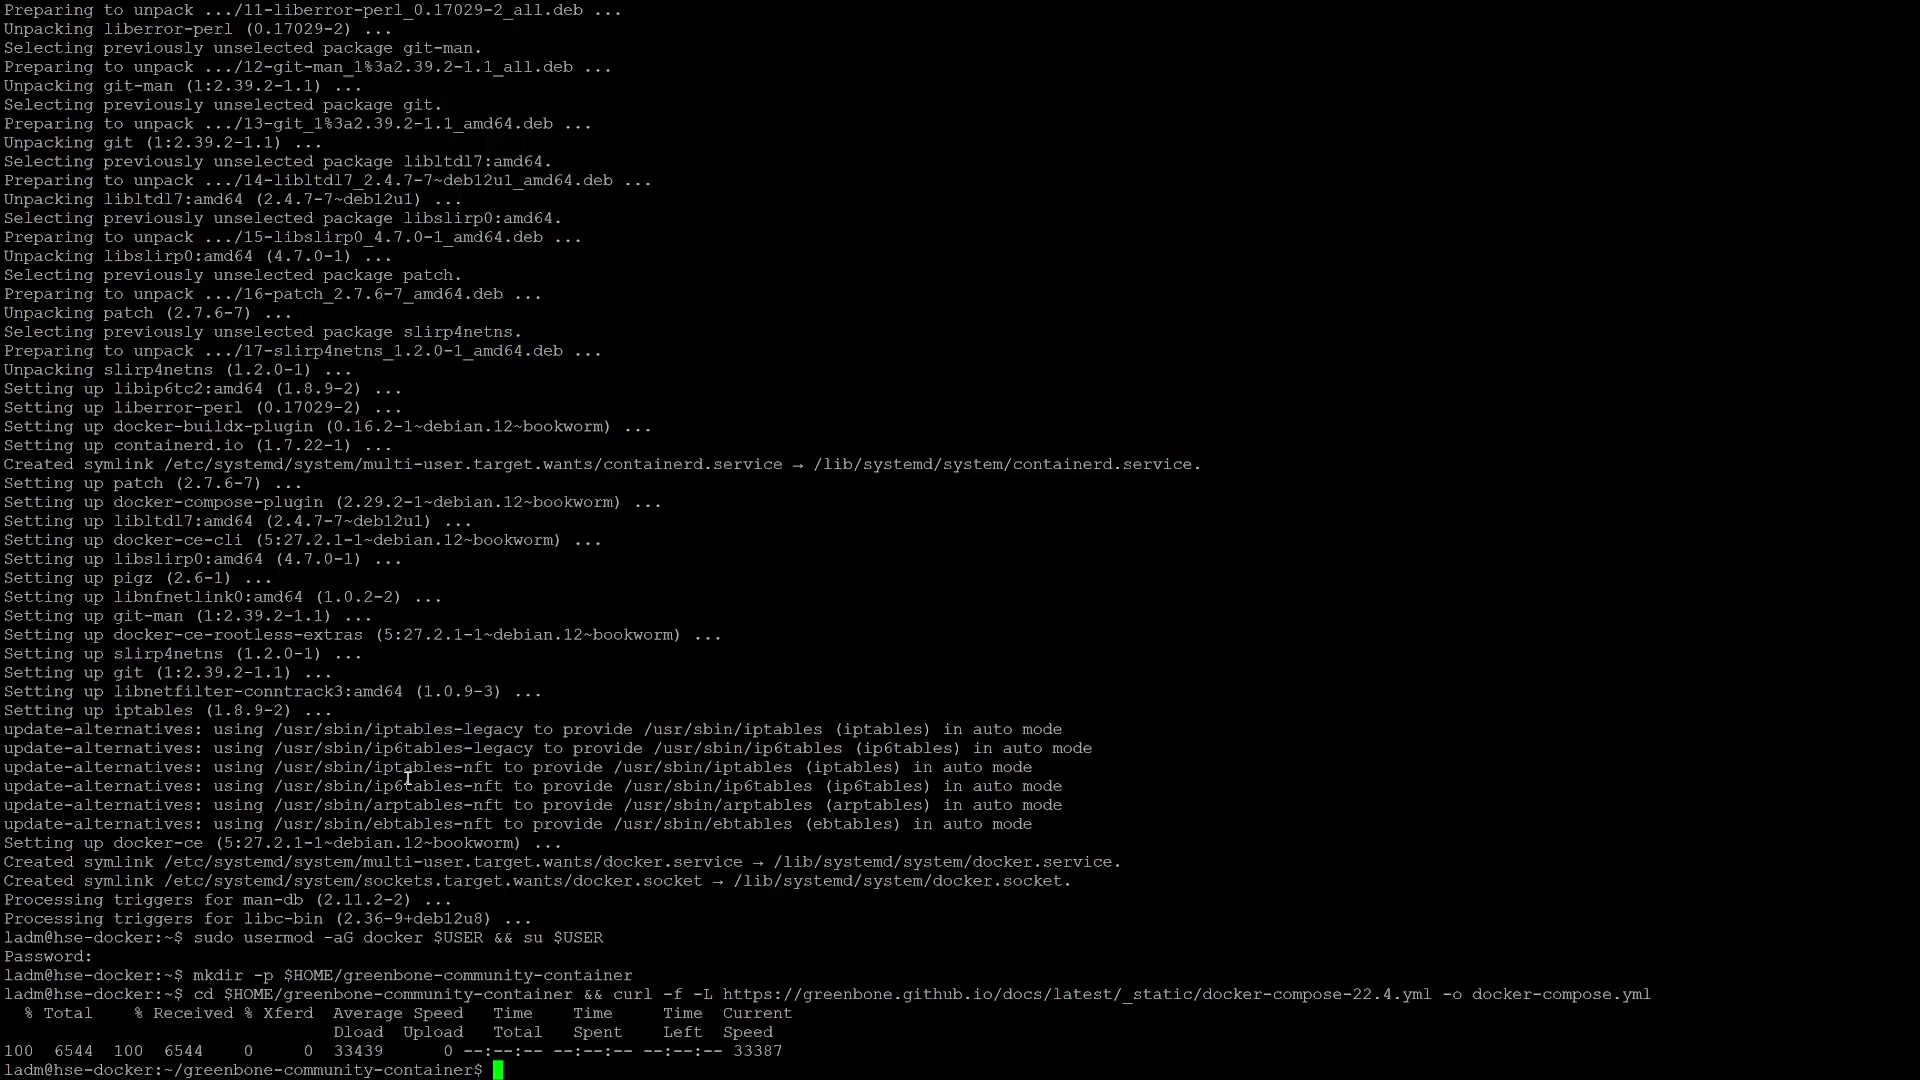 Preparing to unpack .../11-liberror-perl_0.17029-2_all.deb ...
Unpacking liberror-perl (0.17029-2) ...
Selecting previously unselected package git-man.
Preparing to unpack .../12-git-man_1%3a2.39.2-1.1_all.deb ...
Unpacking git-man (1:2.39.2-1.1) ...
Selecting previously unselected package git.
Preparing to unpack .../13-git_1%3a2.39.2-1.1_amd64.deb ...
Unpacking git (1:2.39.2-1.1) ...
Selecting previously unselected package libltdl7:amd64.
Preparing to unpack .../14-libltdl7_2.4.7-7~deb12u1_amd64.deb ...
Unpacking libltdl7:amd64 (2.4.7-7~deb12u1) ...
Selecting previously unselected package libslirp0:amd64.
Preparing to unpack .../15-libslirp0_4.7.0-1_amd64.deb ...
Unpacking libslirp0:amd64 (4.7.0-1) ...
Selecting previously unselected package patch.
Preparing to unpack .../16-patch_2.7.6-7_amd64.deb ...
Unpacking patch (2.7.6-7) ...
Selecting previously unselected package slirp4netns.
Preparing to unpack .../17-slirp4netns_1.2.0-1_amd64.deb ...
Unpacking slirp4netns (1.2.0-1) ...
Setting up libip6tc2:amd64 (1.8.9-2) ...
Setting up liberror-perl (0.17029-2) ...
Setting up docker-buildx-plugin (0.16.2-1~debian.12~bookworm) ...
Setting up containerd.io (1.7.22-1) ...
Created symlink /etc/systemd/system/multi-user.target.wants/containerd.service → /lib/systemd/system/containerd.service.
Setting up patch (2.7.6-7) ...
Setting up docker-compose-plugin (2.29.2-1~debian.12~bookworm) ...
Setting up libltdl7:amd64 (2.4.7-7~deb12u1) ...
Setting up docker-ce-cli (5:27.2.1-1~debian.12~bookworm) ...
Setting up libslirp0:amd64 (4.7.0-1) ...
Setting up pigz (2.6-1) ...
Setting up libnfnetlink0:amd64 (1.0.2-2) ...
Setting up git-man (1:2.39.2-1.1) ...
Setting up docker-ce-rootless-extras (5:27.2.1-1~debian.12~bookworm) ...
Setting up slirp4netns (1.2.0-1) ...
Setting up git (1:2.39.2-1.1) ...
Setting up libnetfilter-conntrack3:amd64 (1.0.9-3) ...
Setting up iptables (1.8.9-2) ...
update-alternatives: using /usr/sbin/iptables-legacy to provide /usr/sbin/iptables (iptables) in auto mode
update-alternatives: using /usr/sbin/ip6tables-legacy to provide /usr/sbin/ip6tables (ip6tables) in auto mode
update-alternatives: using /usr/sbin/iptables-nft to provide /usr/sbin/iptables (iptables) in auto mode
update-alternatives: using /usr/sbin/ip6tables-nft to provide /usr/sbin/ip6tables (ip6tables) in auto mode
update-alternatives: using /usr/sbin/arptables-nft to provide /usr/sbin/arptables (arptables) in auto mode
update-alternatives: using /usr/sbin/ebtables-nft to provide /usr/sbin/ebtables (ebtables) in auto mode
Setting up docker-ce (5:27.2.1-1~debian.12~bookworm) ...
Created symlink /etc/systemd/system/multi-user.target.wants/docker.service → /lib/systemd/system/docker.service.
Created symlink /etc/systemd/system/sockets.target.wants/docker.socket → /lib/systemd/system/docker.socket.
Processing triggers for man-db (2.11.2-2) ...
Processing triggers for libc-bin (2.36-9+deb12u8) ...
ladm@hse-docker:~$ sudo usermod -aG docker $USER && su $USER
Password:
ladm@hse-docker:~$ mkdir -p $HOME/greenbone-community-container
ladm@hse-docker:~$ cd $HOME/greenbone-community-container && curl -f -L https://greenbone.github.io/docs/latest/_static/docker-compose-22.4.yml -o docker-compose.yml
  % Total    % Received % Xferd  Average Speed   Time    Time     Time  Current
                                 Dload  Upload   Total   Spent    Left  Speed
100  6544  100  6544    0     0  33439      0 --:--:-- --:--:-- --:--:-- 33387
ladm@hse-docker:~/greenbone-community-container$